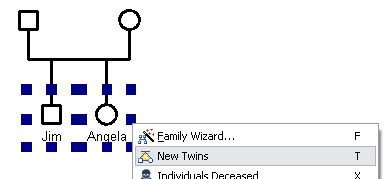 Jim Angela
Family Wizard... F
New Twins T
Individuals Deceased X